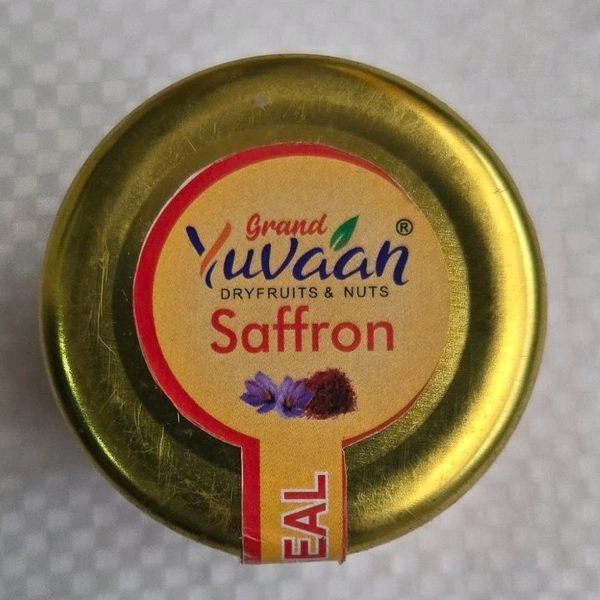 Grand
Yuvaan®
DRYFRUITS & NUTS
Saffron
EAL